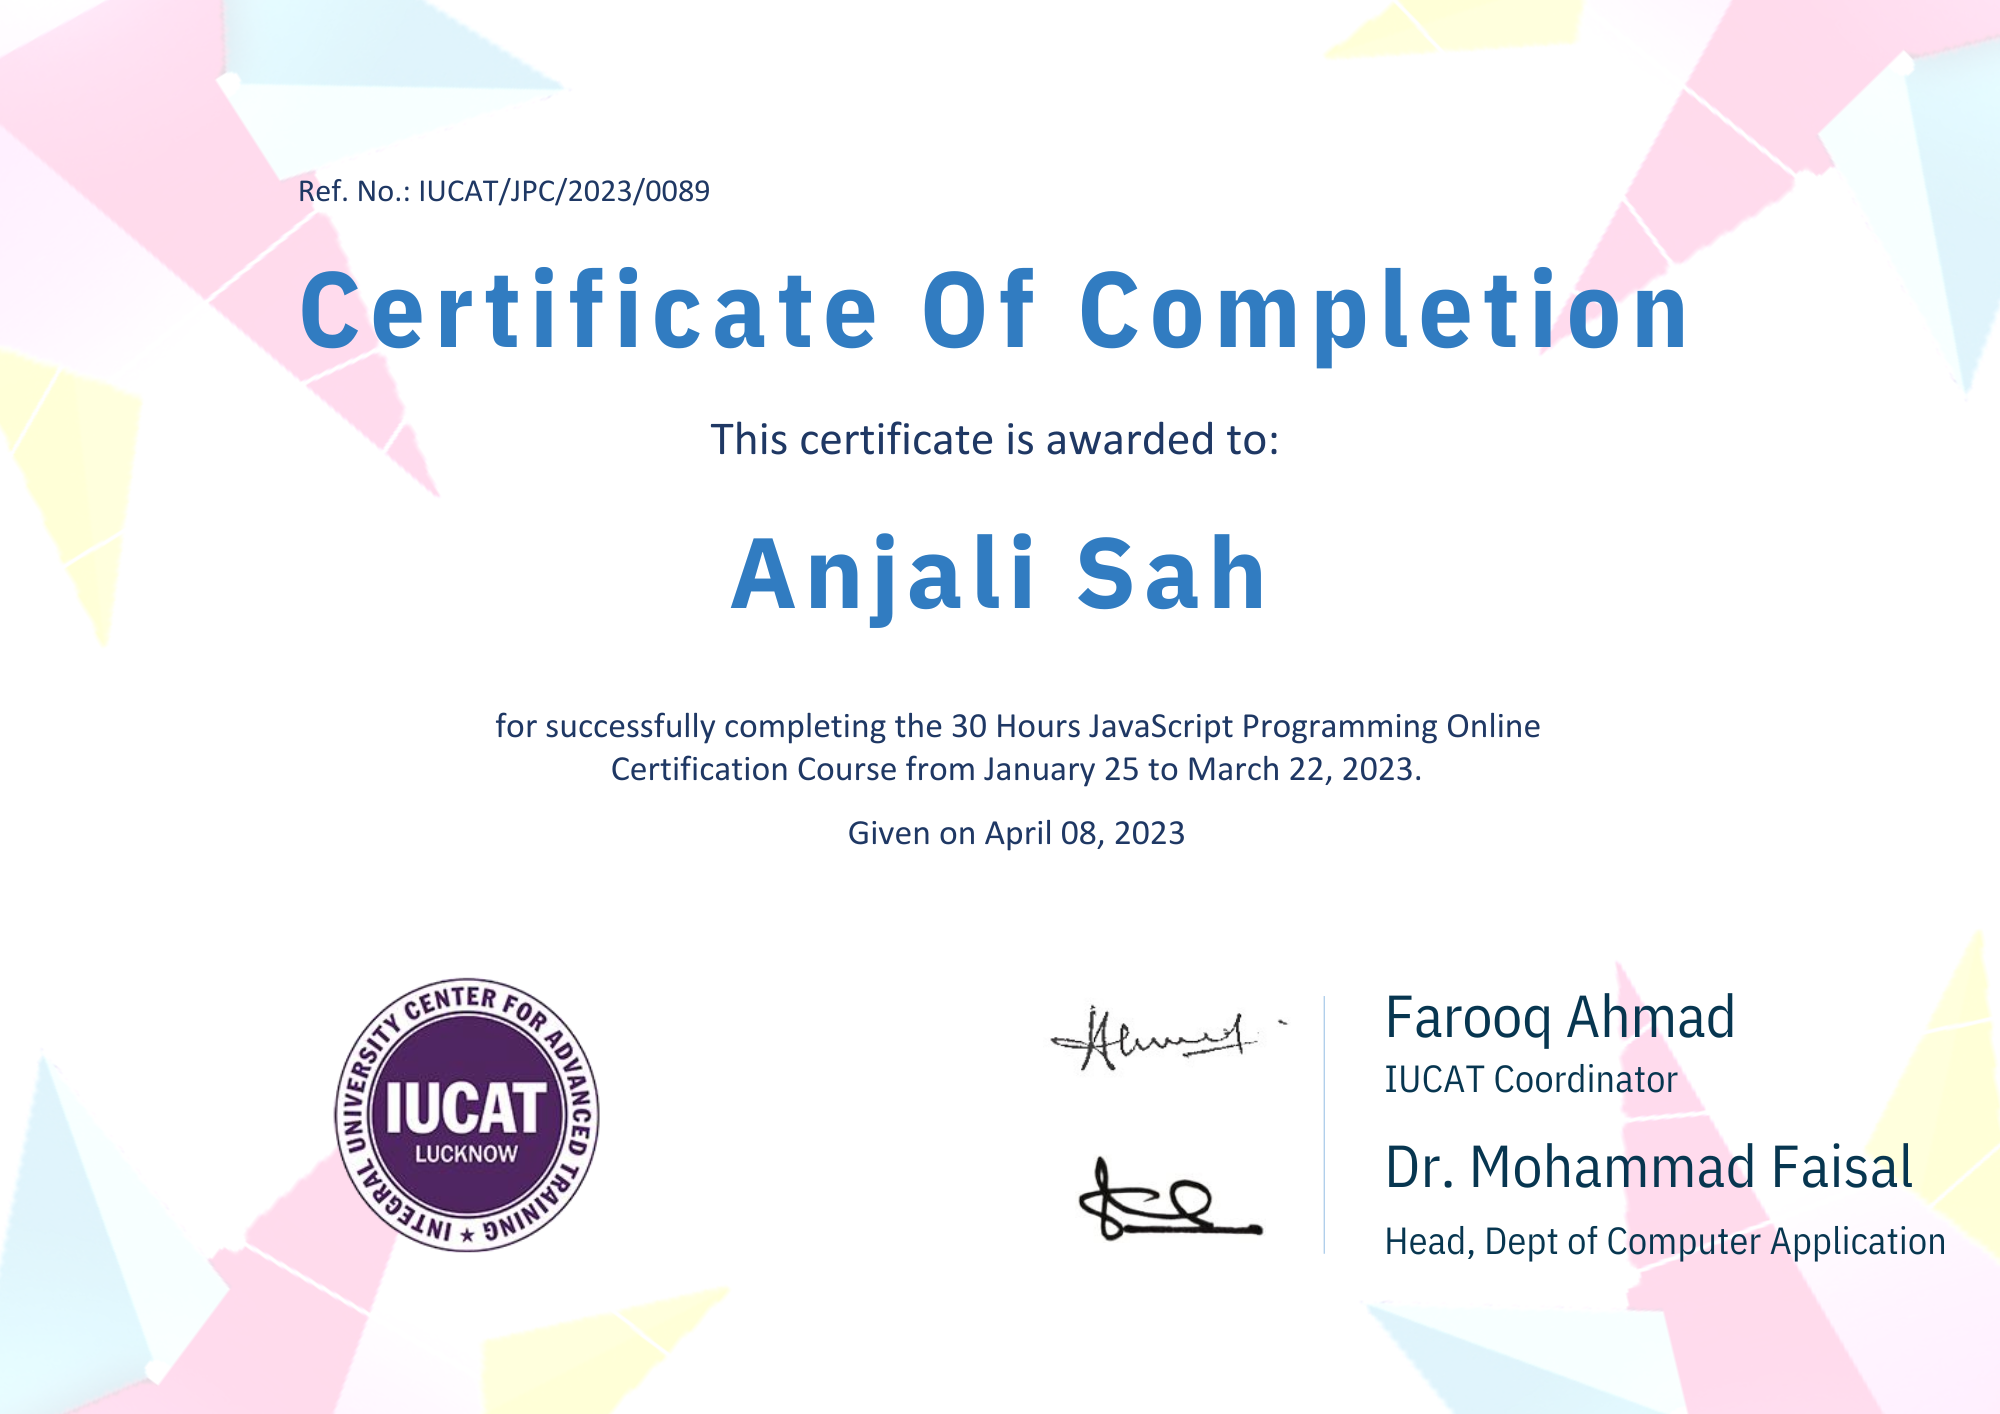 Ref. No.: IUCAT/JPC/2023/0089
Certificate Of Completion
This certificate is awarded to:
Anjali Sah
for successfully completing the 30 Hours JavaScript Programming Online
Certification Course from January 25 to March 22, 2023.
Given on April 08, 2023
INTEGRAL UNIVERSITY CENTER FOR ADVANCED TRAINING ★
IUCAT
LUCKNOW
Ahmad
Farooq Ahmad
IUCAT Coordinator
Dr. Mohammad Faisal
Head, Dept of Computer Application